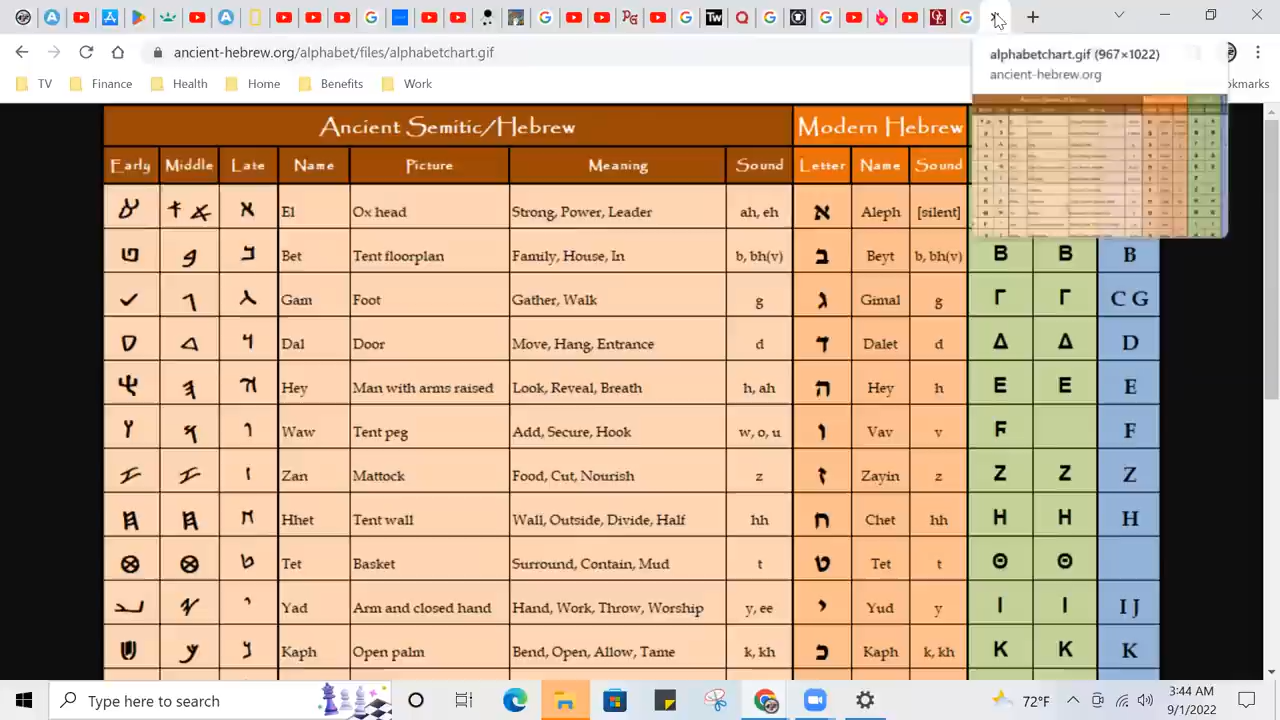 ancient-hebrew.org/alphabet/files/alphabetchart.gif
alphabetchart.gif (967×1022)
ancient-hebrew.org
TV Finance Health Home Benefits Work
Ancient Semitic/Hebrew Modern Hebrew
Early Middle Late Name Picture Meaning Sound Letter Name Sound
El Ox head Strong, Power, Leader ah, eh א Aleph [silent]
Bet Tent floorplan Family, House, In b, bh(v) ב Beyt b, bh(v) B B B
Gam Foot Gather, Walk g ג Gimal g Γ Γ C G
Dal Door Move, Hang, Entrance d ד Dalet d Δ Δ D
Hey Man with arms raised Look, Reveal, Breath h, ah ה Hey h E E E
Waw Tent peg Add, Secure, Hook w, o, u ו Vav v F F
Zan Mattock Food, Cut, Nourish z ז Zayin z Z Z Z
Hhet Tent wall Wall, Outside, Divide, Half hh ח Chet hh H H H
Tet Basket Surround, Contain, Mud t ט Tet t Θ Θ
Yad Arm and closed hand Hand, Work, Throw, Worship y, ee י Yud y I I I J
Kaph Open palm Bend, Open, Allow, Tame k, kh כ Kaph k, kh K K K
Type here to search
72°F
3:44 AM
9/1/2022